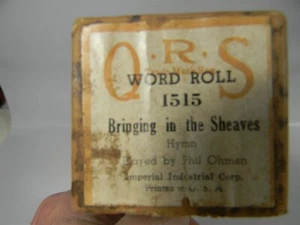 Q·R·S
WORD ROLL
1515
Bringing in the Sheaves
Hymn
Played by Phil Ohman
Imperial Industrial Corp.
Printed in U. S. A.